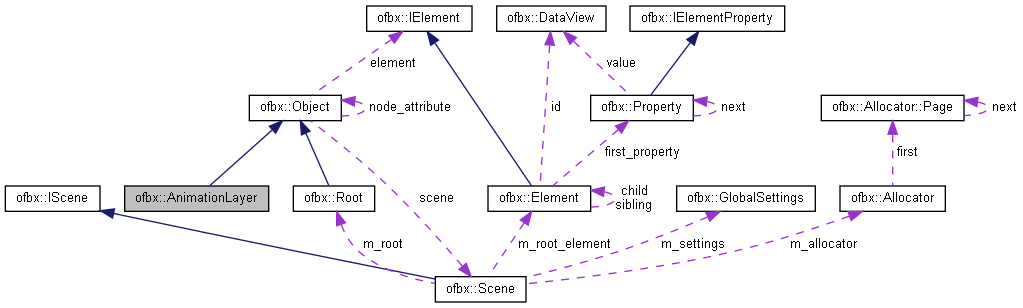 ofbx::IElement
ofbx::DataView
ofbx::IElementProperty
element
value
ofbx::Object
node_attribute
id
ofbx::Property
next
ofbx::Allocator::Page
next
first_property
first
ofbx::IScene
ofbx::AnimationLayer
ofbx::Root
scene
ofbx::Element
child
sibling
ofbx::GlobalSettings
ofbx::Allocator
m_root
m_root_element
m_settings
m_allocator
ofbx::Scene